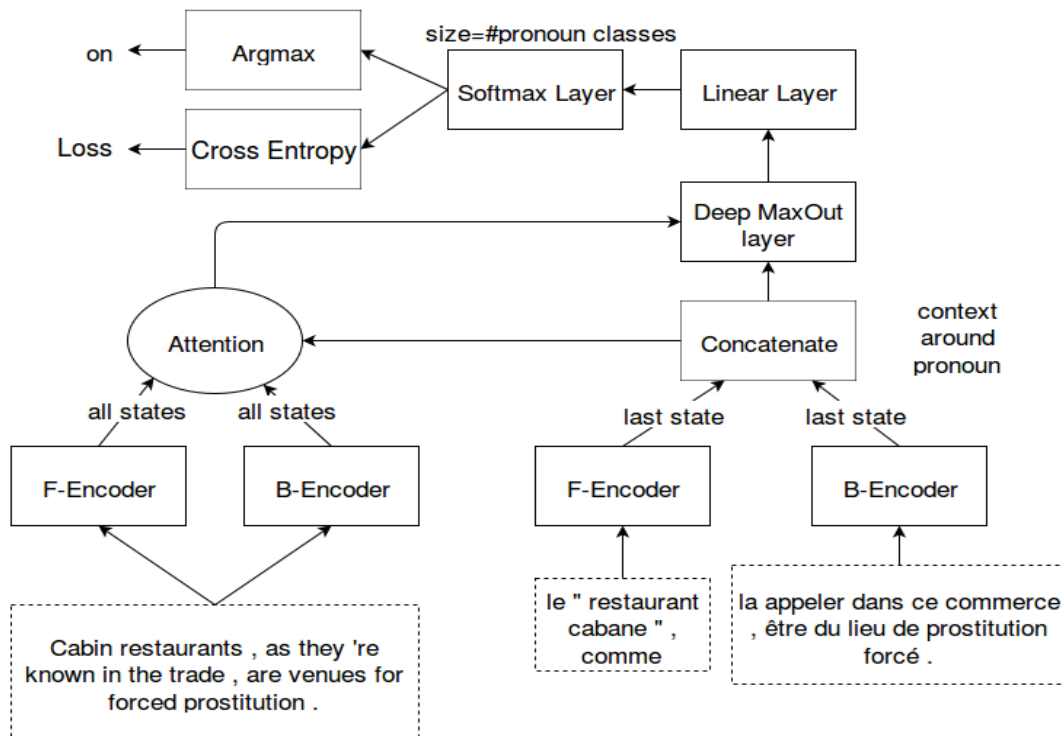 size=#pronoun classes
on
Argmax
Softmax Layer
Linear Layer
Loss
Cross Entropy
Deep MaxOut
layer
Attention
Concatenate
context
around
pronoun
all states
all states
last state
last state
F-Encoder
B-Encoder
F-Encoder
B-Encoder
Cabin restaurants , as they 're
known in the trade , are venues for
forced prostitution .
le " restaurant
cabane " ,
comme
la appeler dans ce commerce
, être du lieu de prostitution
forcé .